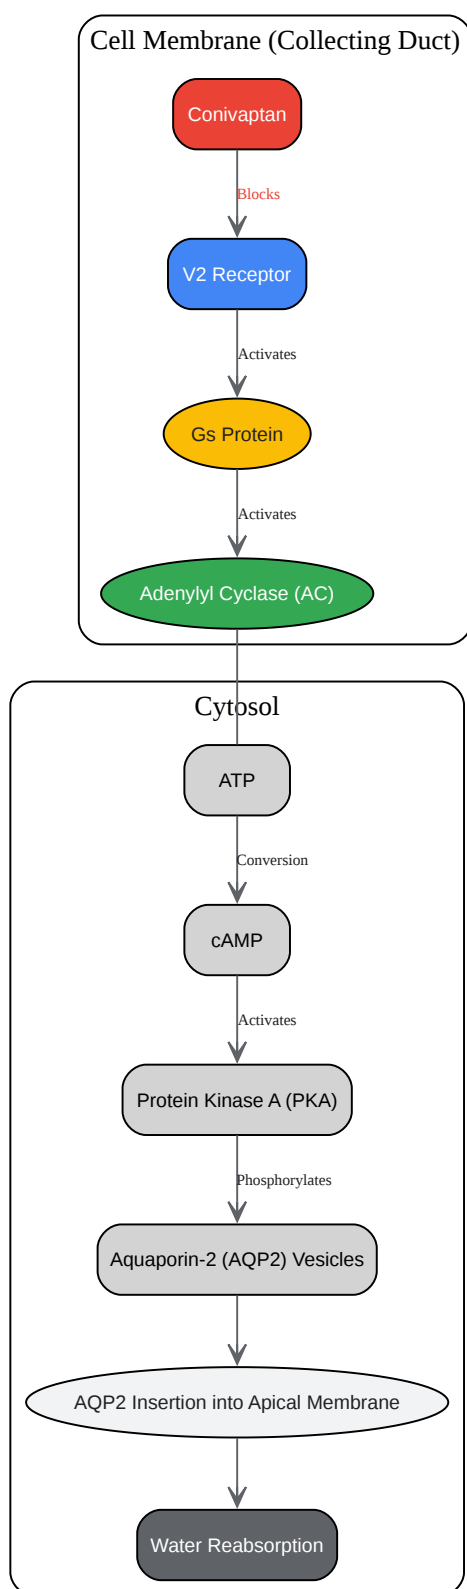 Cell Membrane (Collecting Duct)
Conivaptan
Blocks
V2 Receptor
Activates
Gs Protein
Activates
Adenylyl Cyclase (AC)
Cytosol
ATP
Conversion
cAMP
Activates
Protein Kinase A (PKA)
Phosphorylates
Aquaporin-2 (AQP2) Vesicles
AQP2 Insertion into Apical Membrane
Water Reabsorption